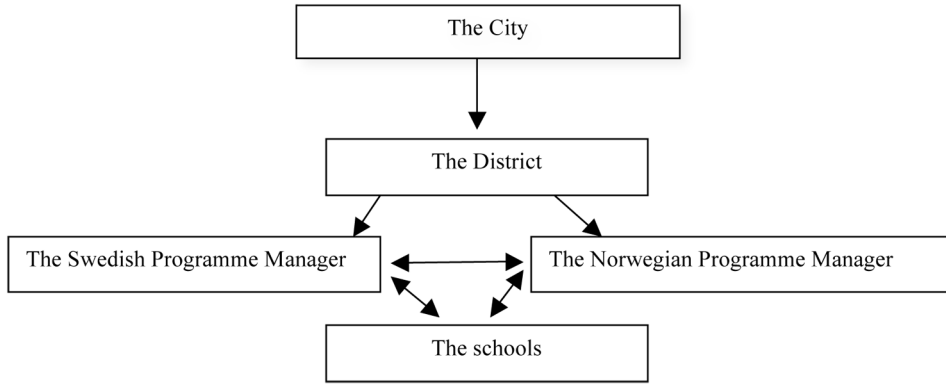 The City
The District
The Swedish Programme Manager
The Norwegian Programme Manager
The schools